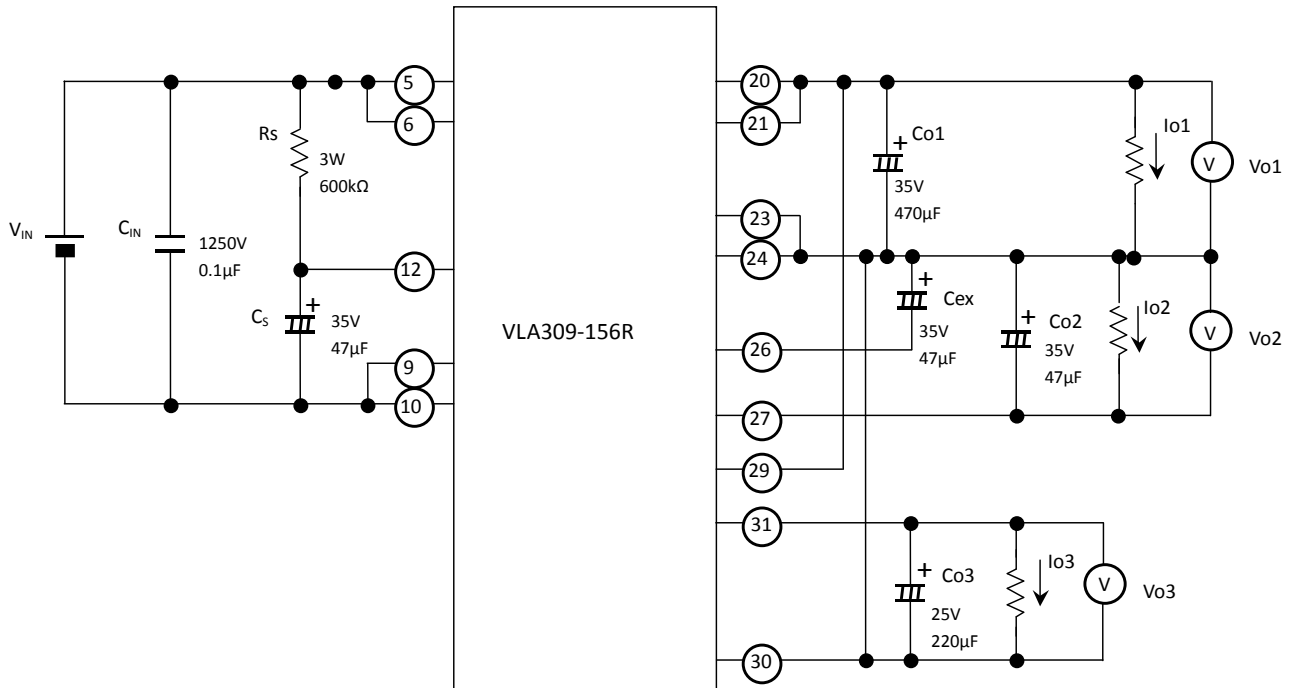 5
20
6
21
Rs
3W
600kΩ
+
Co1
35V
470µF
Io1
V
Vo1
VIN
CIN
1250V
0.1µF
23
24
12
Cs
+
35V
47µF
VLA309-156R
+
Cex
35V
47µF
+
Co2
35V
47µF
Io2
V
Vo2
26
9
10
27
29
31
+
Co3
25V
220µF
Io3
V
Vo3
30